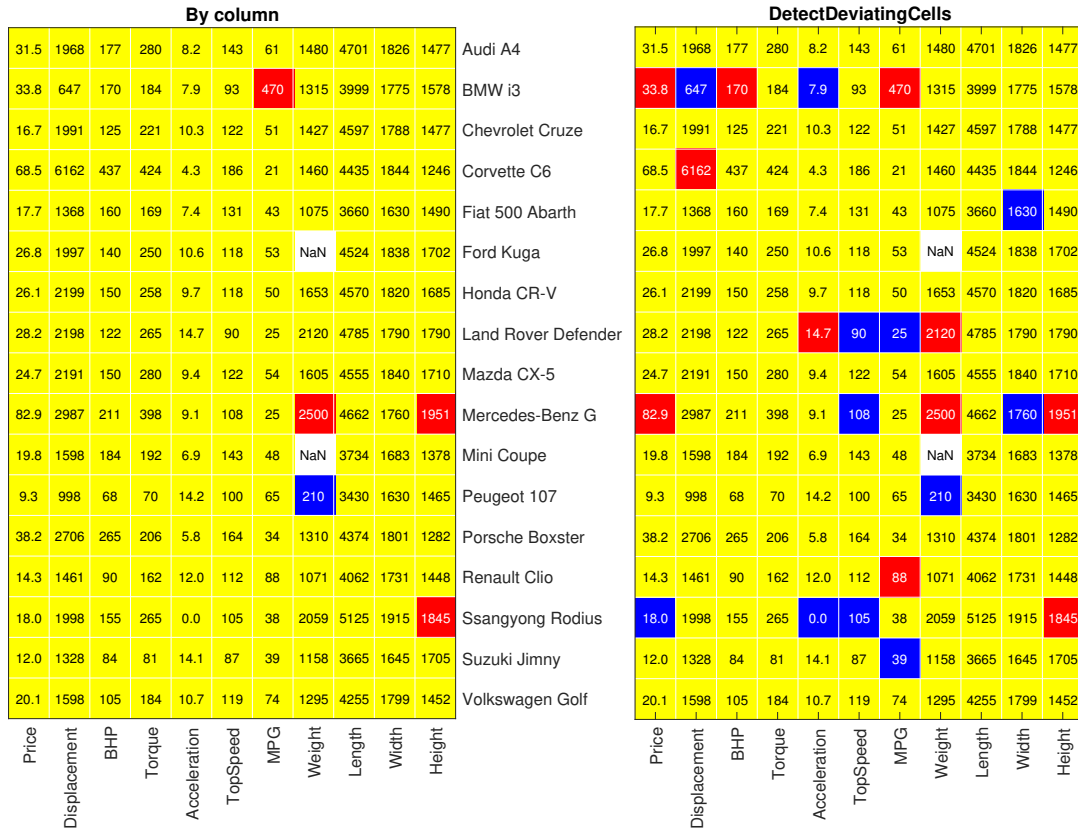 By column DetectDeviatingCells
31.5 1968 177 280 8.2 143 61 1480 4701 1826 1477 Audi A4 31.5 1968 177 280 8.2 143 61 1480 4701 1826 1477
33.8 647 170 184 7.9 93 470 1315 3999 1775 1578 BMW i3 33.8 647 170 184 7.9 93 470 1315 3999 1775 1578
16.7 1991 125 221 10.3 122 51 1427 4597 1788 1477 Chevrolet Cruze 16.7 1991 125 221 10.3 122 51 1427 4597 1788 1477
68.5 6162 437 424 4.3 186 21 1460 4435 1844 1246 Corvette C6 68.5 6162 437 424 4.3 186 21 1460 4435 1844 1246
17.7 1368 160 169 7.4 131 43 1075 3660 1630 1490 Fiat 500 Abarth 17.7 1368 160 169 7.4 131 43 1075 3660 1630 1490
26.8 1997 140 250 10.6 118 53 NaN 4524 1838 1702 Ford Kuga 26.8 1997 140 250 10.6 118 53 NaN 4524 1838 1702
26.1 2199 150 258 9.7 118 50 1653 4570 1820 1685 Honda CR-V 26.1 2199 150 258 9.7 118 50 1653 4570 1820 1685
28.2 2198 122 265 14.7 90 25 2120 4785 1790 1790 Land Rover Defender 28.2 2198 122 265 14.7 90 25 2120 4785 1790 1790
24.7 2191 150 280 9.4 122 54 1605 4555 1840 1710 Mazda CX-5 24.7 2191 150 280 9.4 122 54 1605 4555 1840 1710
82.9 2987 211 398 9.1 108 25 2500 4662 1760 1951 Mercedes-Benz G 82.9 2987 211 398 9.1 108 25 2500 4662 1760 1951
19.8 1598 184 192 6.9 143 48 NaN 3734 1683 1378 Mini Coupe 19.8 1598 184 192 6.9 143 48 NaN 3734 1683 1378
9.3 998 68 70 14.2 100 65 210 3430 1630 1465 Peugeot 107 9.3 998 68 70 14.2 100 65 210 3430 1630 1465
38.2 2706 265 206 5.8 164 34 1310 4374 1801 1282 Porsche Boxster 38.2 2706 265 206 5.8 164 34 1310 4374 1801 1282
14.3 1461 90 162 12.0 112 88 1071 4062 1731 1448 Renault Clio 14.3 1461 90 162 12.0 112 88 1071 4062 1731 1448
18.0 1998 155 265 0.0 105 38 2059 5125 1915 1845 Ssangyong Rodius 18.0 1998 155 265 0.0 105 38 2059 5125 1915 1845
12.0 1328 84 81 14.1 87 39 1158 3665 1645 1705 Suzuki Jimny 12.0 1328 84 81 14.1 87 39 1158 3665 1645 1705
20.1 1598 105 184 10.7 119 74 1295 4255 1799 1452 Volkswagen Golf 20.1 1598 105 184 10.7 119 74 1295 4255 1799 1452
Price Displacement BHP Torque Acceleration TopSpeed MPG Weight Length Width Height Price Displacement BHP Torque Acceleration TopSpeed MPG Weight Length Width Height